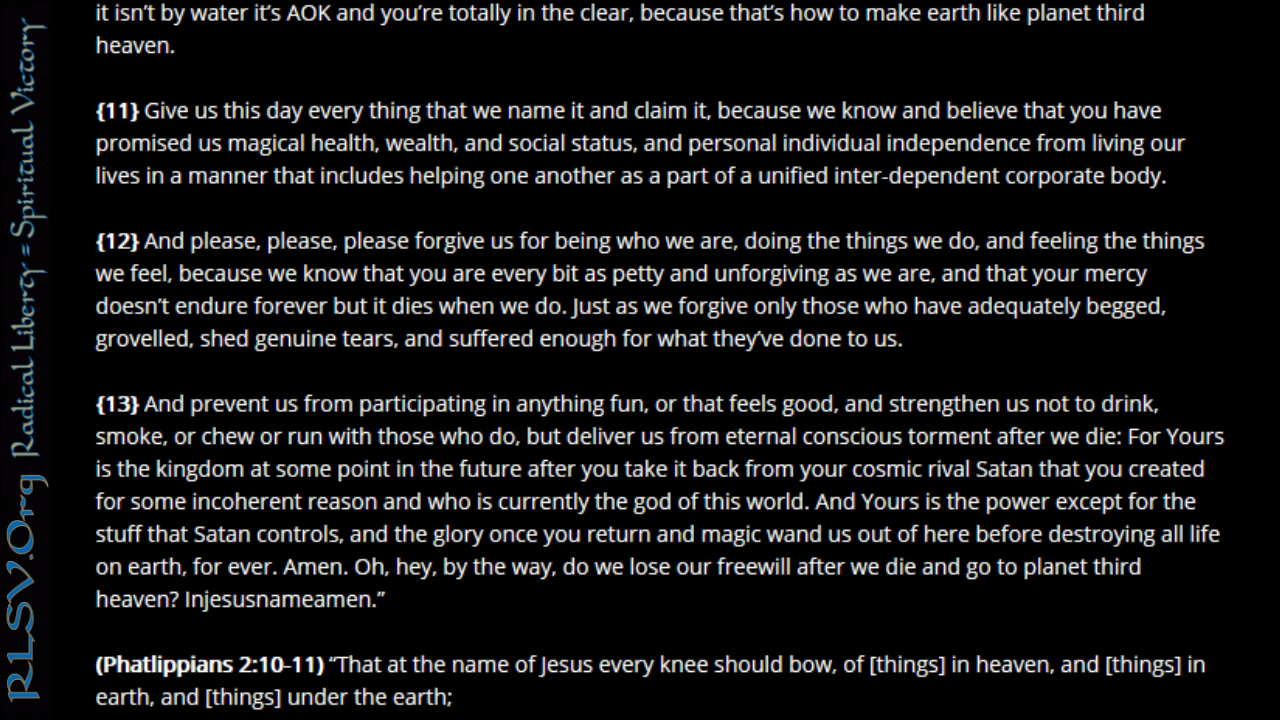 it isn’t by water it’s AOK and you’re totally in the clear, because that’s how to make earth like planet third
heaven.
{11} Give us this day every thing that we name it and claim it, because we know and believe that you have
promised us magical health, wealth, and social status, and personal individual independence from living our
lives in a manner that includes helping one another as a part of a unified inter-dependent corporate body.
{12} And please, please, please forgive us for being who we are, doing the things we do, and feeling the things
we feel, because we know that you are every bit as petty and unforgiving as we are, and that your mercy
doesn’t endure forever but it dies when we do. Just as we forgive only those who have adequately begged,
grovelled, shed genuine tears, and suffered enough for what they’ve done to us.
{13} And prevent us from participating in anything fun, or that feels good, and strengthen us not to drink,
smoke, or chew or run with those who do, but deliver us from eternal conscious torment after we die: For Yours
is the kingdom at some point in the future after you take it back from your cosmic rival Satan that you created
for some incoherent reason and who is currently the god of this world. And Yours is the power except for the
stuff that Satan controls, and the glory once you return and magic wand us out of here before destroying all life
on earth, for ever. Amen. Oh, hey, by the way, do we lose our freewill after we die and go to planet third
heaven? Injesusnameamen.”
(Phatlippians 2:10-11) “That at the name of Jesus every knee should bow, of [things] in heaven, and [things] in
earth, and [things] under the earth;
RLSV.Org Radical Liberty = Spiritual Victory